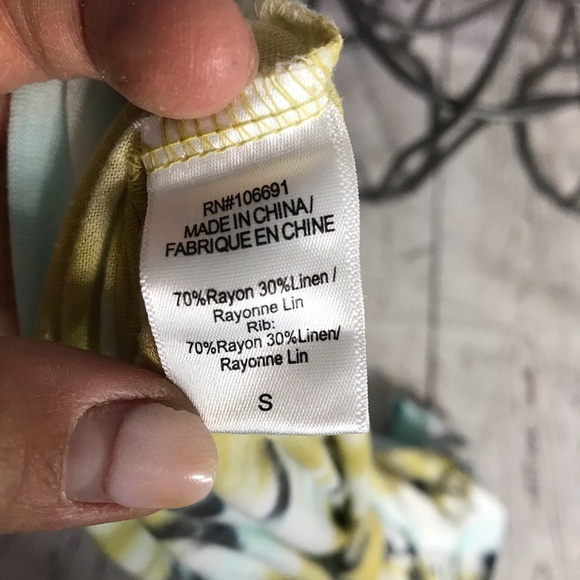 RN#106691
MADE IN CHINA/
FABRIQUE EN CHINE
70%Rayon 30%Linen /
Rayonne Lin
Rib:
70%Rayon 30%Linen/
Rayonne Lin
S